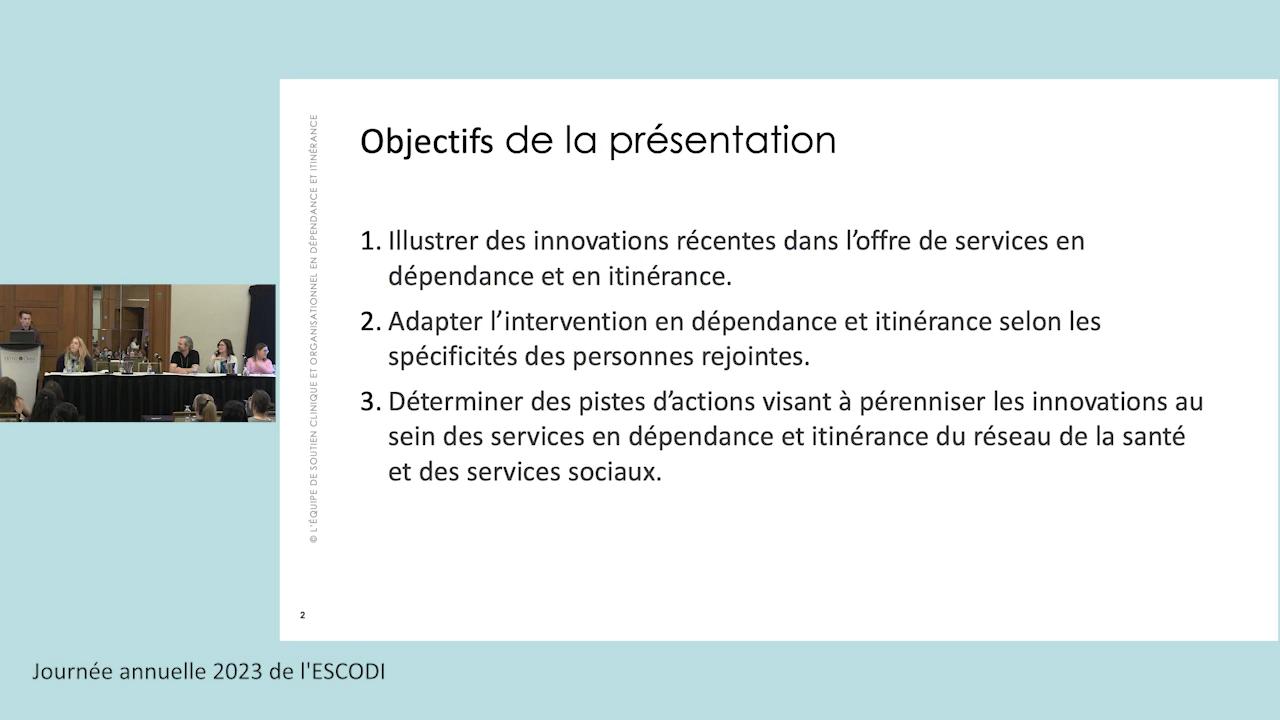 Objectifs de la présentation
1. Illustrer des innovations récentes dans l’offre de services en
dépendance et en itinérance.
2. Adapter l’intervention en dépendance et itinérance selon les
spécificités des personnes rejointes.
3. Déterminer des pistes d’actions visant à pérenniser les innovations au
sein des services en dépendance et itinérance du réseau de la santé
et des services sociaux.
© L'ÉQUIPE DE SOUTIEN CLINIQUE ET ORGANISATIONNEL EN DÉPENDANCE ET ITINÉRANCE
2
Journée annuelle 2023 de l'ESCODI